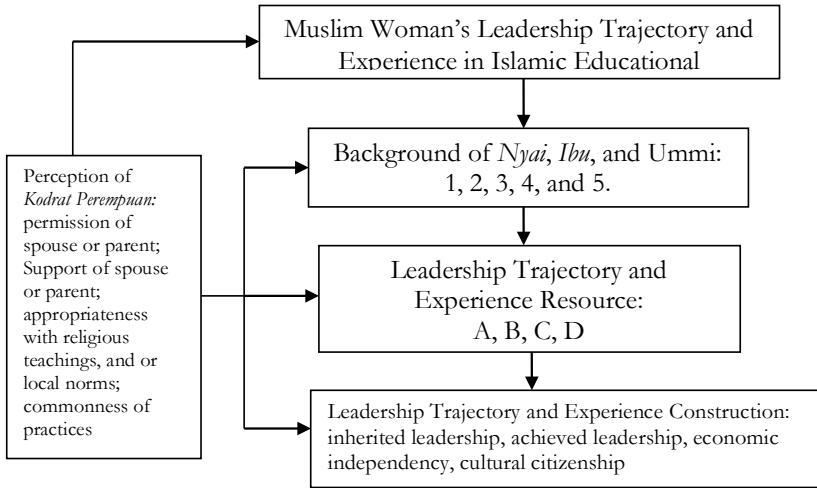 Muslim Woman's Leadership Trajectory and
Experience in Islamic Educational
Background of Nyai, Ibu, and Ummi:
1, 2, 3, 4, and 5.
Perception of
Kodrat Perempuan:
permission of
spouse or parent;
Support of spouse
or parent;
appropriateness
with religious
teachings, and or
local norms;
commonness of
practices
Leadership Trajectory and
Experience Resource:
A, B, C, D
Leadership Trajectory and Experience Construction:
inherited leadership, achieved leadership, economic
independency, cultural citizenship